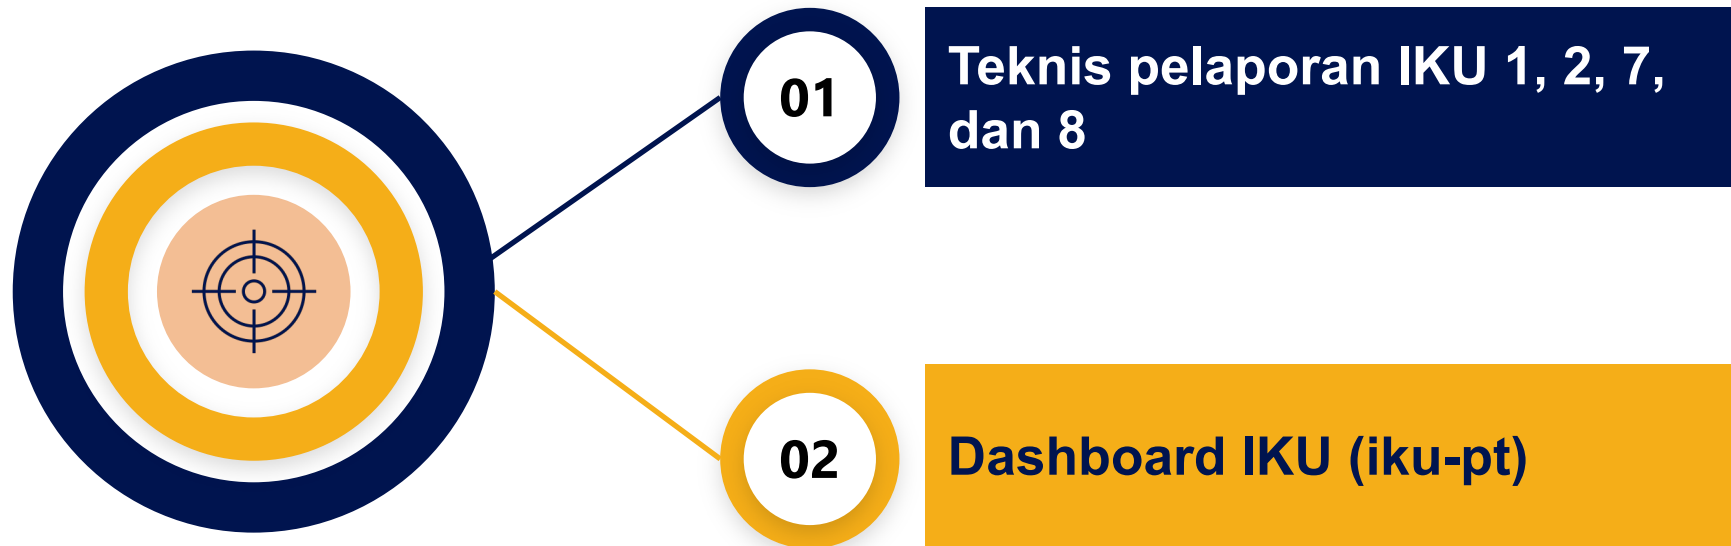 01
Teknis pelaporan IKU 1, 2, 7,
dan 8
02
Dashboard IKU (iku-pt)